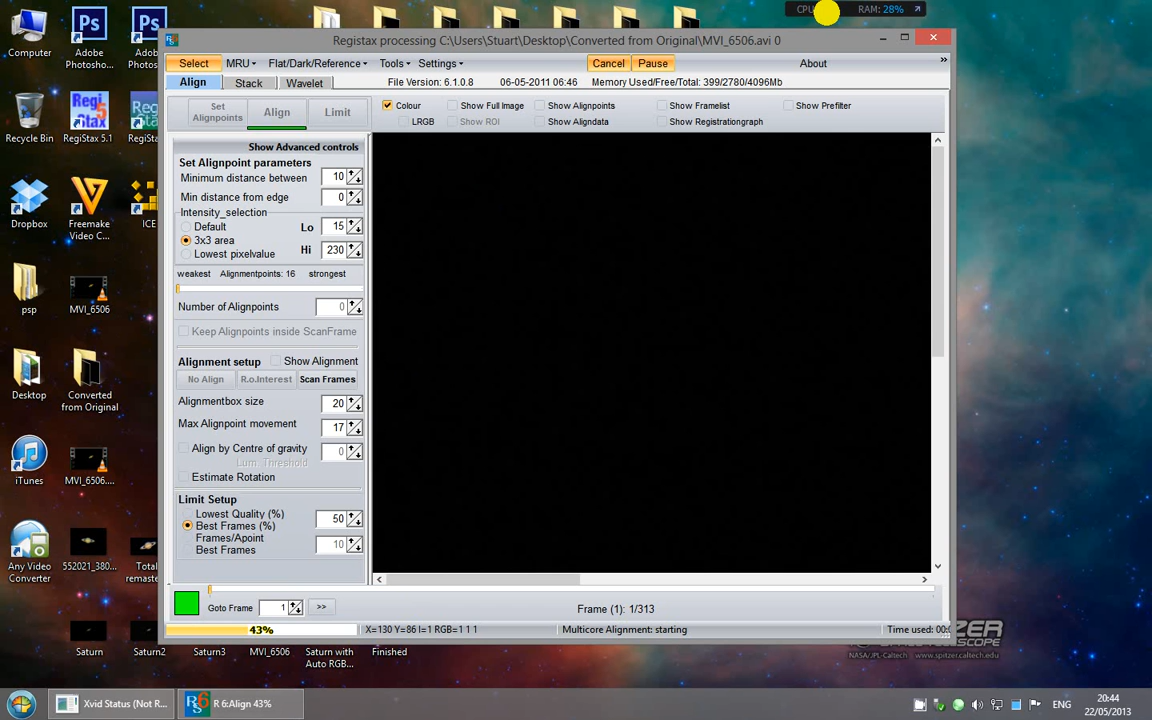 CPU
RAM: 28%
Registax processing C:\Users\Stuart\Desktop\Converted from Original\MVI_6506.avi 0
Select
MRU
Flat/Dark/Reference
Tools
Settings
Cancel
Pause
About
»
Align
Stack
Wavelet
File Version: 6.1.0.8
06-05-2011 06:46
Memory Used/Free/Total: 399/2780/4096Mb
Set
Alignpoints
Align
Limit
Colour
Show Full Image
Show Alignpoints
Show Framelist
Show Prefilter
LRGB
Show ROI
Show Aligndata
Show Registrationgraph
Show Advanced controls
Set Alignpoint parameters
Minimum distance between
10
Min distance from edge
0
Intensity_selection
Default
Lo
15
3x3 area
Lowest pixelvalue
Hi
230
weakest
Alignmentpoints: 16
strongest
Number of Alignpoints
0
Keep Alignpoints inside ScanFrame
Alignment setup
Show Alignment
No Align
R.o.Interest
Scan Frames
Alignmentbox size
20
Max Alignpoint movement
17
Align by Centre of gravity
0
Lum. Threshold
Estimate Rotation
Limit Setup
Lowest Quality (%)
Best Frames (%)
50
Frames/Apoint
Best Frames
10
Goto Frame
1
>>
Frame (1): 1/313
43%
X=130 Y=86 I=1 RGB=1 1 1
Multicore Alignment: starting
Time used: 00:0
Computer
Adobe
Photosho...
Adobe
Photos
Recycle Bin
RegiStax 5.1
RegiSta
Dropbox
Freemake
Video C...
ICE
psp
MVI_6506
Desktop
Converted
from Original
iTunes
MVI_6506....
Any Video
Converter
552021_380...
Total
remaste
Saturn
Saturn2
Saturn3
MVI_6506
Saturn with
Auto RGB...
Finished
NASA/JPL-Caltech
www.spitzer.caltech.edu
Xvid Status (Not R...
R 6:Align 43%
ENG
20:44
22/05/2013